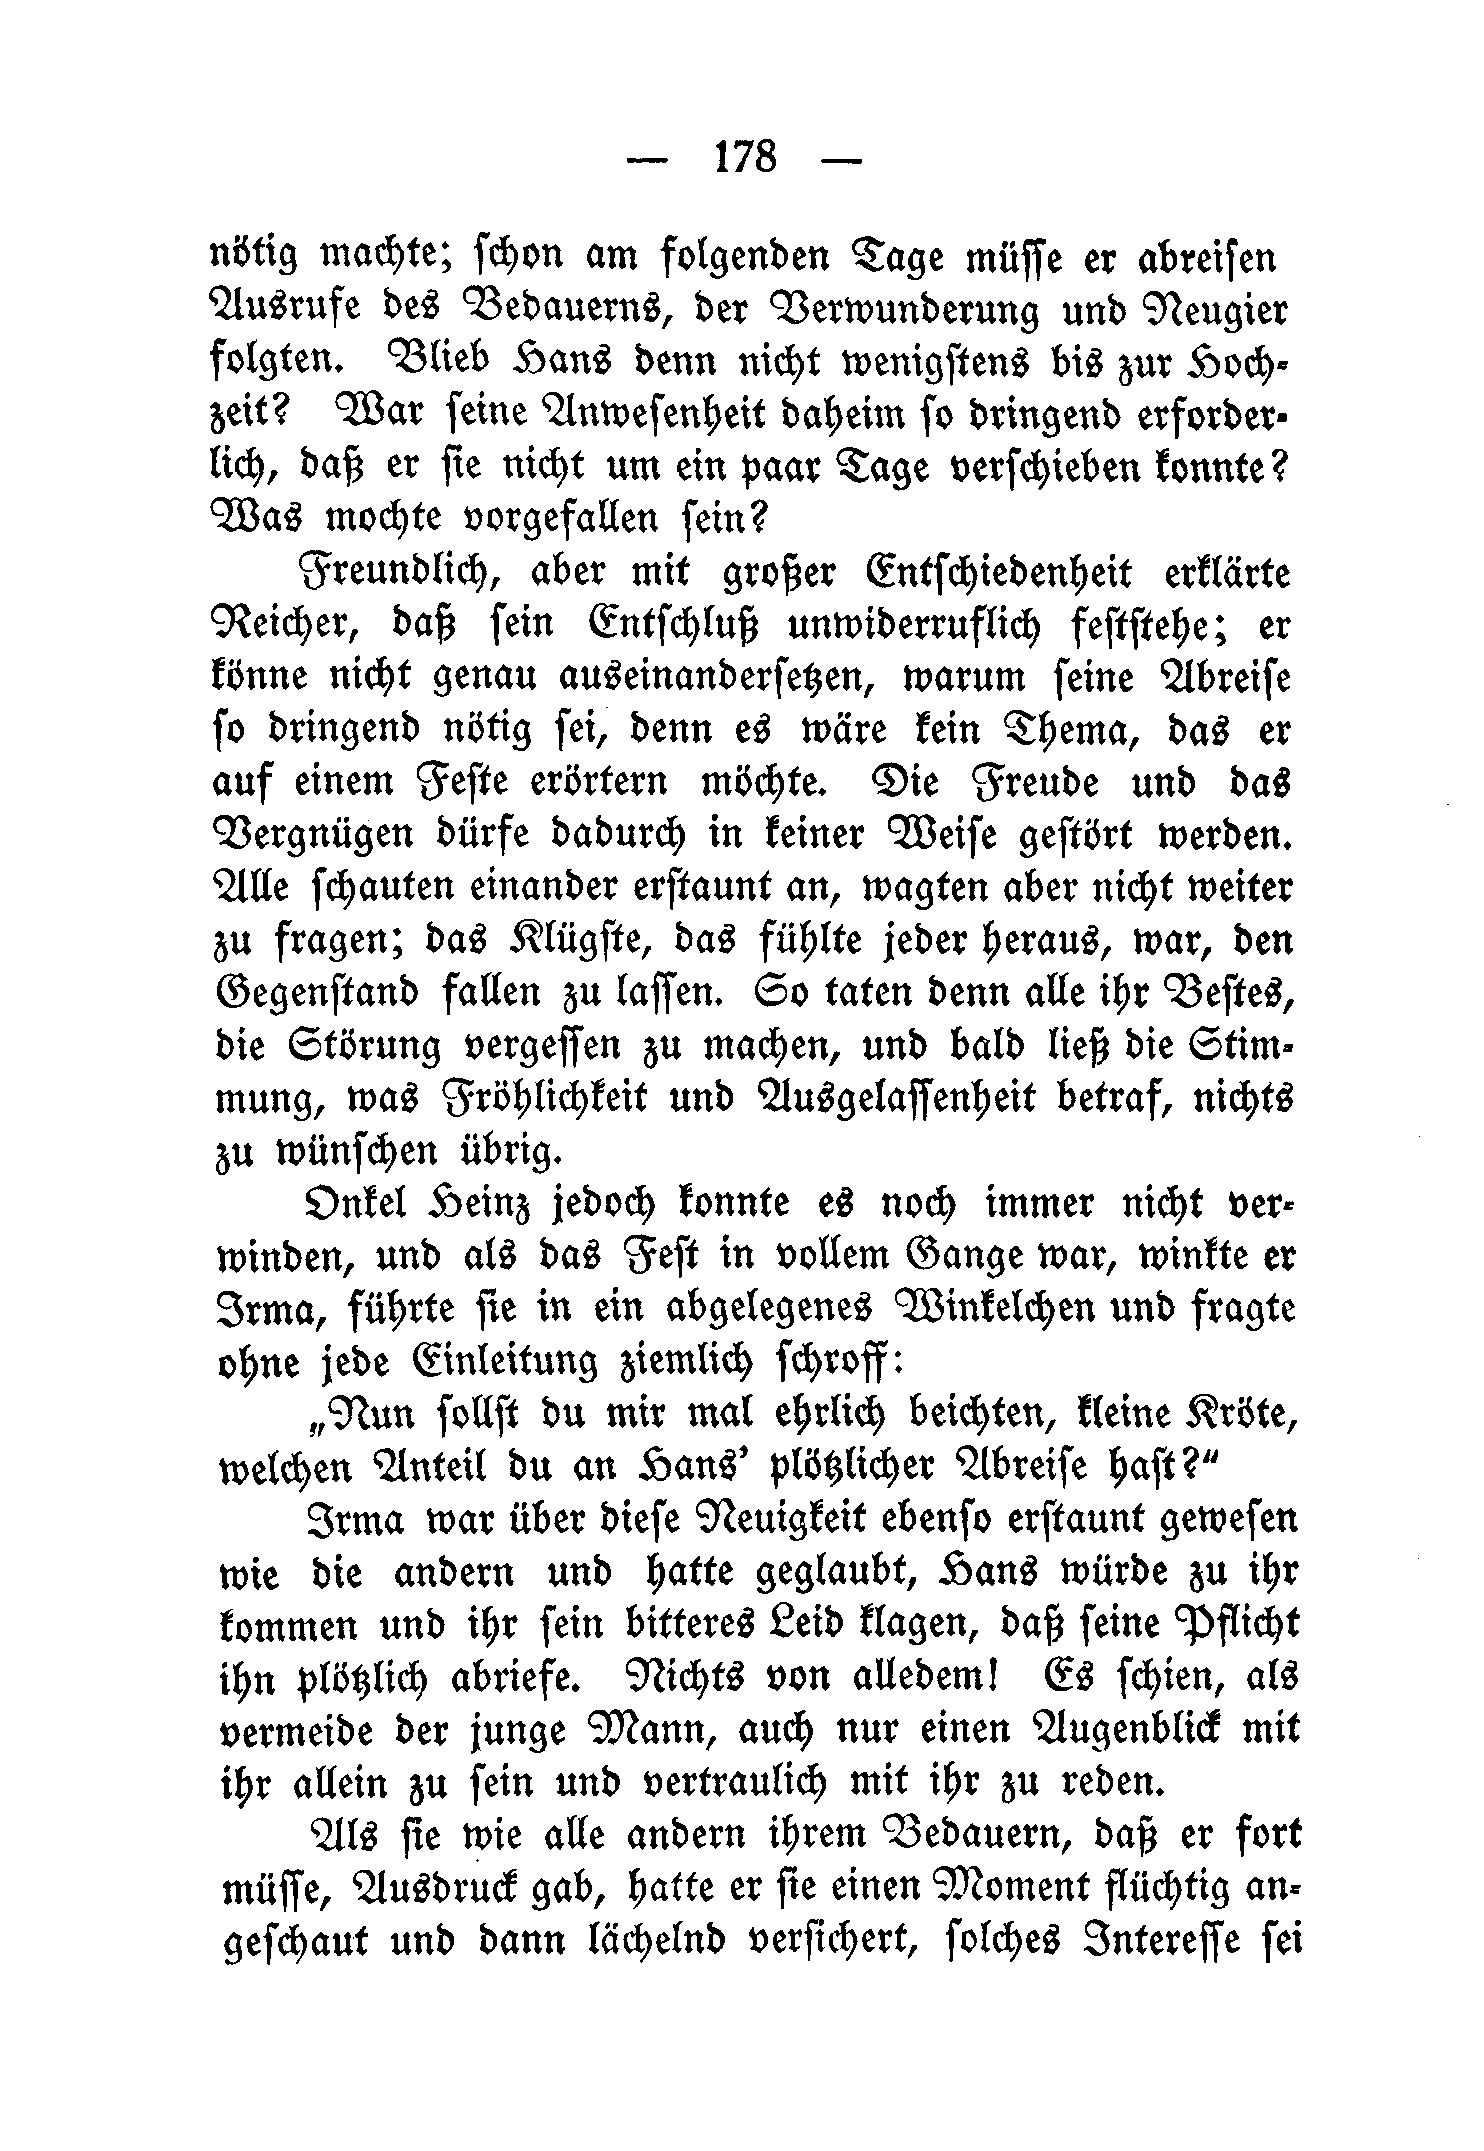 — 178 —
nötig machte; schon am folgenden Tage müsse er abreisen
Ausrufe des Bedauerns, der Verwunderung und Neugier
folgten. Blieb Hans denn nicht wenigstens bis zur Hoch-
zeit? War seine Anwesenheit daheim so dringend erforder-
lich, daß er sie nicht um ein paar Tage verschieben konnte?
Was mochte vorgefallen sein?
Freundlich, aber mit großer Entschiedenheit erklärte
Reicher, daß sein Entschluß unwiderruflich feststehe; er
könne nicht genau auseinandersetzen, warum seine Abreise
so dringend nötig sei, denn es wäre kein Thema, das er
auf einem Feste erörtern möchte. Die Freude und das
Vergnügen dürfe dadurch in keiner Weise gestört werden.
Alle schauten einander erstaunt an, wagten aber nicht weiter
zu fragen; das Klügste, das fühlte jeder heraus, war, den
Gegenstand fallen zu lassen. So taten denn alle ihr Bestes,
die Störung vergessen zu machen, und bald ließ die Stim-
mung, was Fröhlichkeit und Ausgelassenheit betraf, nichts
zu wünschen übrig.
Onkel Heinz jedoch konnte es noch immer nicht ver-
winden, und als das Fest in vollem Gange war, winkte er
Irma, führte sie in ein abgelegenes Winkelchen und fragte
ohne jede Einleitung ziemlich schroff:
„Nun sollst du mir mal ehrlich beichten, kleine Kröte,
welchen Anteil du an Hans’ plötzlicher Abreise hast?“
Irma war über diese Neuigkeit ebenso erstaunt gewesen
wie die andern und hatte geglaubt, Hans würde zu ihr
kommen und ihr sein bitteres Leid klagen, daß seine Pflicht
ihn plötzlich abriefe. Nichts von alledem! Es schien, als
vermeide der junge Mann, auch nur einen Augenblick mit
ihr allein zu sein und vertraulich mit ihr zu reden.
Als sie wie alle andern ihrem Bedauern, daß er fort
müsse, Ausdruck gab, hatte er sie einen Moment flüchtig an-
geschaut und dann lächelnd versichert, solches Interesse sei